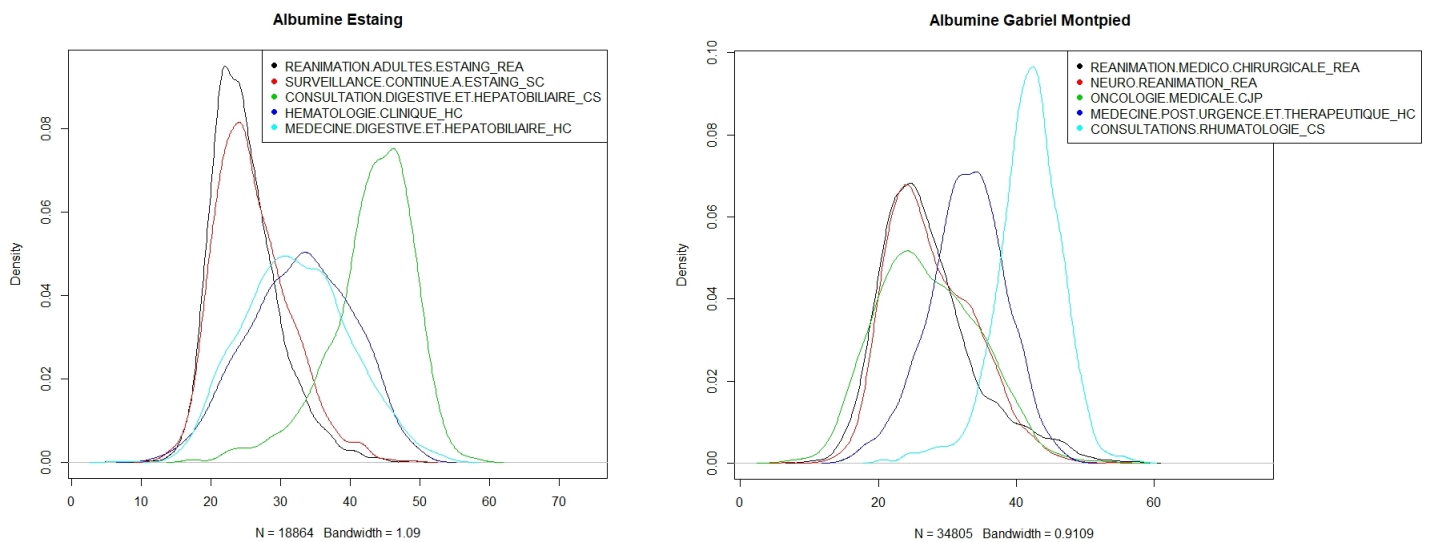 Albumine Estaing
REANIMATION.ADULTES.ESTAING_REA
SURVEILLANCE.CONTINUE.A.ESTAING_SC
CONSULTATION.DIGESTIVE.ET.HEPATOBILIAIRE_CS
HEMATOLOGIE.CLINIQUE_HC
MEDECINE.DIGESTIVE.ET.HEPATOBILIAIRE_HC
Density
0.08
0.06
0.04
0.02
0.00
0 10 20 30 40 50 60 70
N = 18864 Bandwidth = 1.09
Albumine Gabriel Montpied
REANIMATION.MEDICO.CHIRURGICALE_REA
NEURO.REANIMATION_REA
ONCOLOGIE.MEDICALE.CJP
MEDECINE.POST.URGENCE.ET.THERAPEUTIQUE_HC
CONSULTATIONS.RHUMATOLOGIE_CS
Density
0.10
0.08
0.06
0.04
0.02
0.00
0 20 40 60
N = 34805 Bandwidth = 0.9109